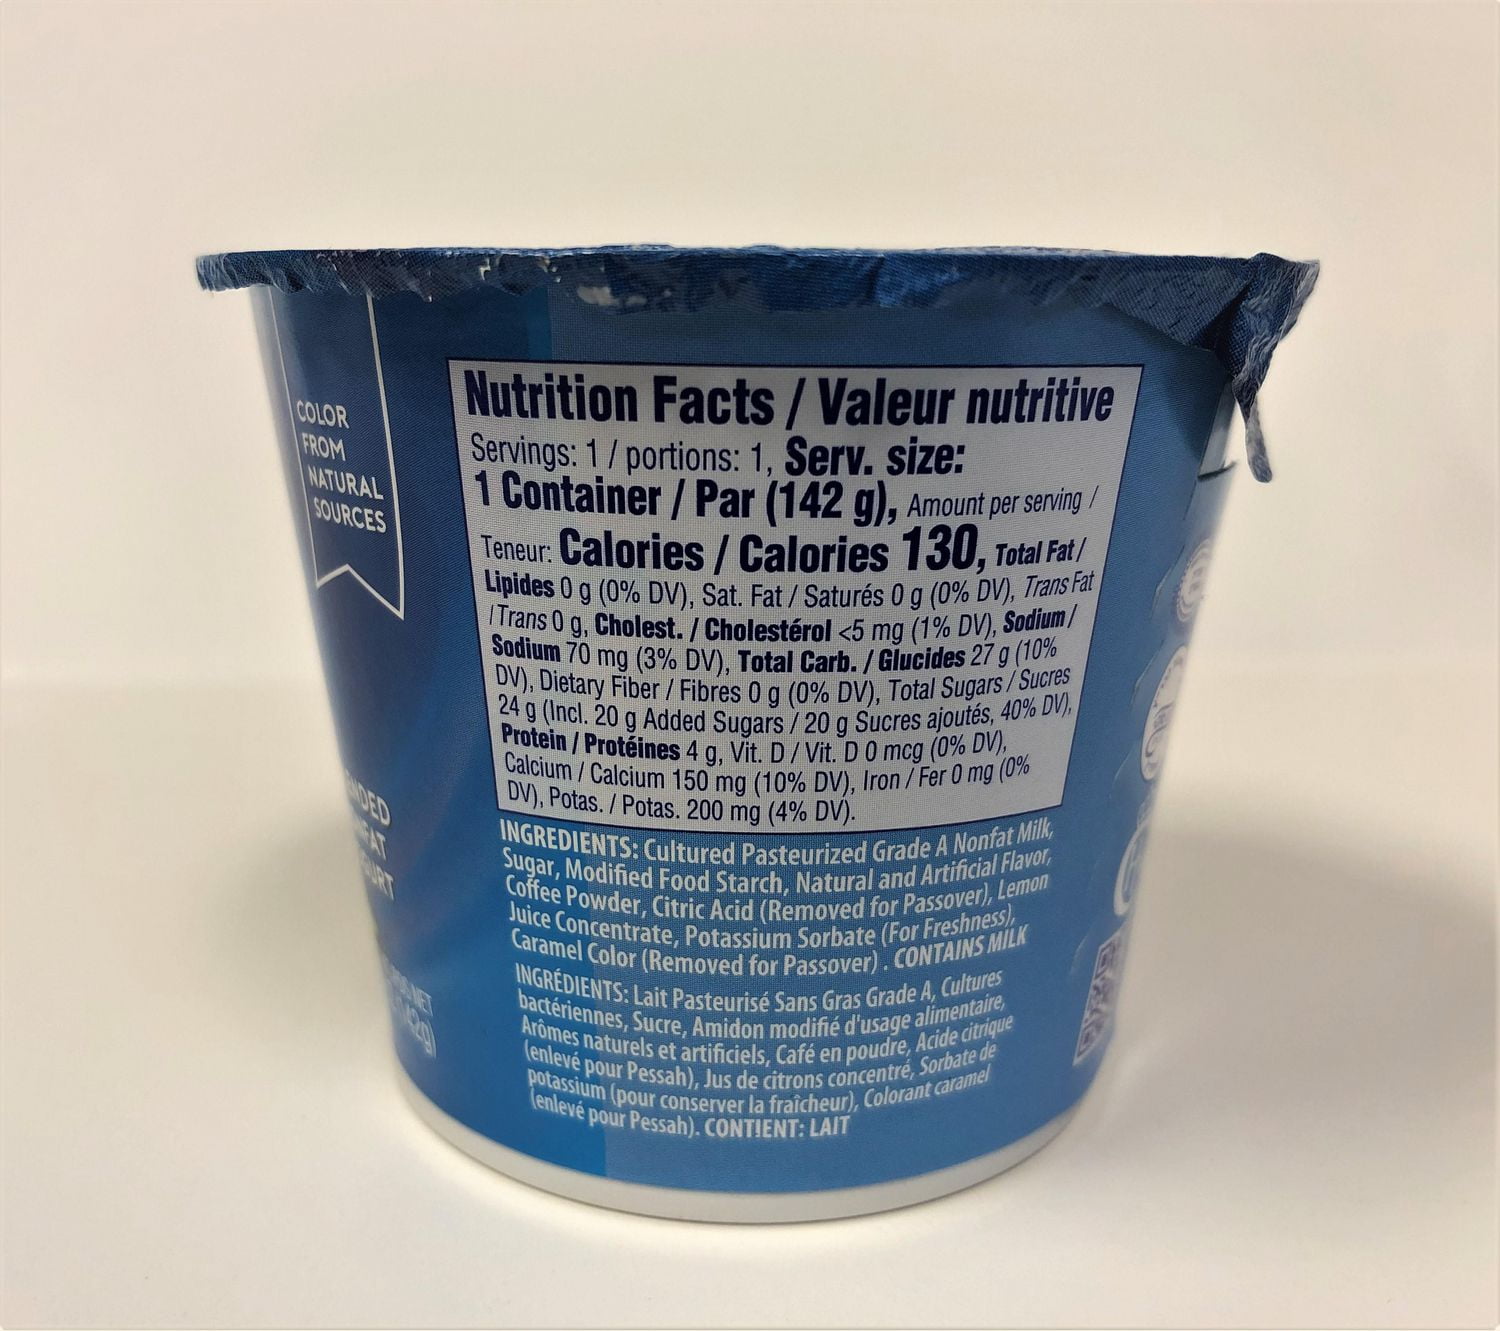 COLOR
FROM
NATURAL
SOURCES
Nutrition Facts / Valeur nutritive
Servings: 1 / portions: 1, Serv. size:
1 Container / Par (142 g), Amount per serving /
Teneur: Calories / Calories 130, Total Fat /
Lipides 0 g (0% DV), Sat. Fat / Saturés 0 g (0% DV), Trans Fat
/ Trans 0 g, Cholest. / Cholestérol <5 mg (1% DV), Sodium /
Sodium 70 mg (3% DV), Total Carb. / Glucides 27 g (10%
DV), Dietary Fiber / Fibres 0 g (0% DV), Total Sugars / Sucres
24 g (Incl. 20 g Added Sugars / 20 g Sucres ajoutés, 40% DV),
Protein / Protéines 4 g, Vit. D / Vit. D 0 mcg (0% DV),
Calcium / Calcium 150 mg (10% DV), Iron / Fer 0 mg (0%
DV), Potas. / Potas. 200 mg (4% DV).
INGREDIENTS: Cultured Pasteurized Grade A Nonfat Milk,
Sugar, Modified Food Starch, Natural and Artificial Flavor,
Coffee Powder, Citric Acid (Removed for Passover), Lemon
Juice Concentrate, Potassium Sorbate (For Freshness),
Caramel Color (Removed for Passover) . CONTAINS MILK
INGRÉDIENTS: Lait Pasteurisé Sans Gras Grade A, Cultures
bactériennes, Sucre, Amidon modifié d'usage alimentaire,
Arômes naturels et artificiels, Café en poudre, Acide citrique
(enlevé pour Pessah), Jus de citrons concentré, Sorbate de
potassium (pour conserver la fraîcheur), Colorant caramel
(enlevé pour Pessah). CONTIENT: LAIT